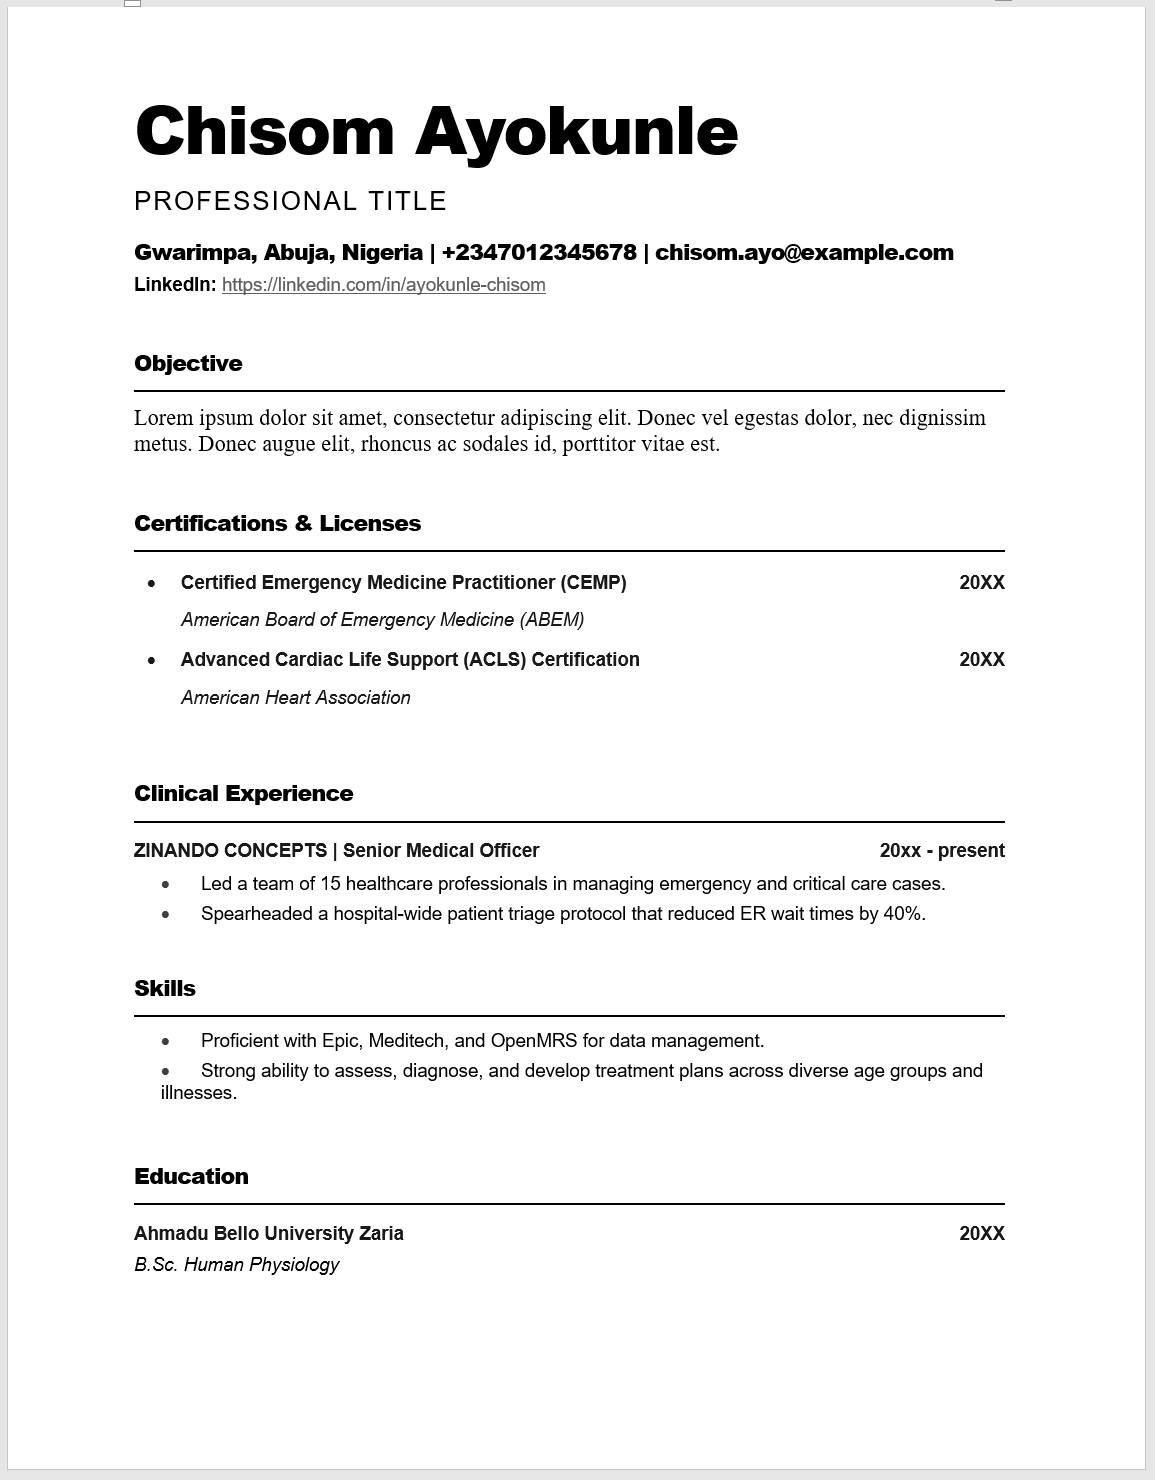 Chisom Ayokunle
PROFESSIONAL TITLE
Gwarimpa, Abuja, Nigeria | +2347012345678 | chisom.ayo@example.com
LinkedIn: https://linkedin.com/in/ayokunle-chisom
Objective
Lorem ipsum dolor sit amet, consectetur adipiscing elit. Donec vel egestas dolor, nec dignissim
metus. Donec augue elit, rhoncus ac sodales id, porttitor vitae est.
Certifications & Licenses
• Certified Emergency Medicine Practitioner (CEMP) 20XX
American Board of Emergency Medicine (ABEM)
• Advanced Cardiac Life Support (ACLS) Certification 20XX
American Heart Association
Clinical Experience
ZINANDO CONCEPTS | Senior Medical Officer 20xx - present
• Led a team of 15 healthcare professionals in managing emergency and critical care cases.
• Spearheaded a hospital-wide patient triage protocol that reduced ER wait times by 40%.
Skills
• Proficient with Epic, Meditech, and OpenMRS for data management.
• Strong ability to assess, diagnose, and develop treatment plans across diverse age groups and
illnesses.
Education
Ahmadu Bello University Zaria 20XX
B.Sc. Human Physiology